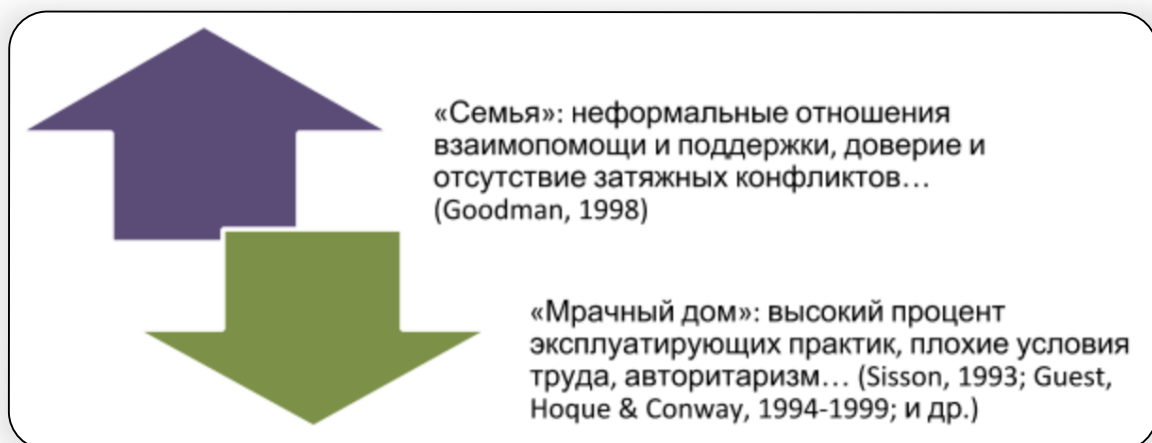 «Семья»: неформальные отношения
взаимопомощи и поддержки, доверие и
отсутствие затяжных конфликтов…
(Goodman, 1998)
«Мрачный дом»: высокий процент
эксплуатирующих практик, плохие условия
труда, авторитаризм… (Sisson, 1993; Guest,
Hoque & Conway, 1994-1999; и др.)